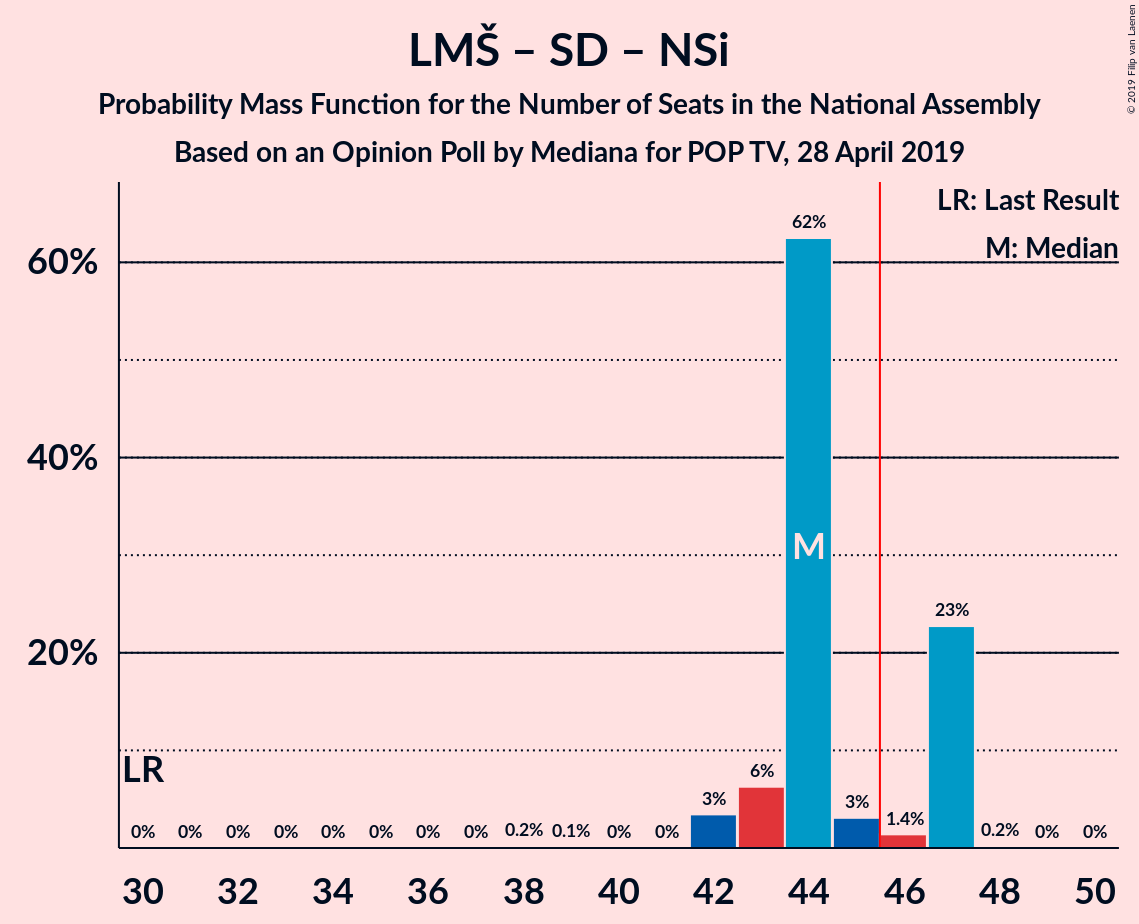 LMŠ – SD – NSi
Probability Mass Function for the Number of Seats in the National Assembly
Based on an Opinion Poll by Mediana for POP TV, 28 April 2019
© 2019 Filip van Laenen
LR: Last Result
M: Median
60%
40%
20%
62%
M
23%
LR
6%
3%
3%
1.4%
0% 0% 0% 0% 0% 0% 0% 0% 0.2% 0.1% 0% 0% 0.2% 0% 0%
30 32 34 36 38 40 42 44 46 48 50